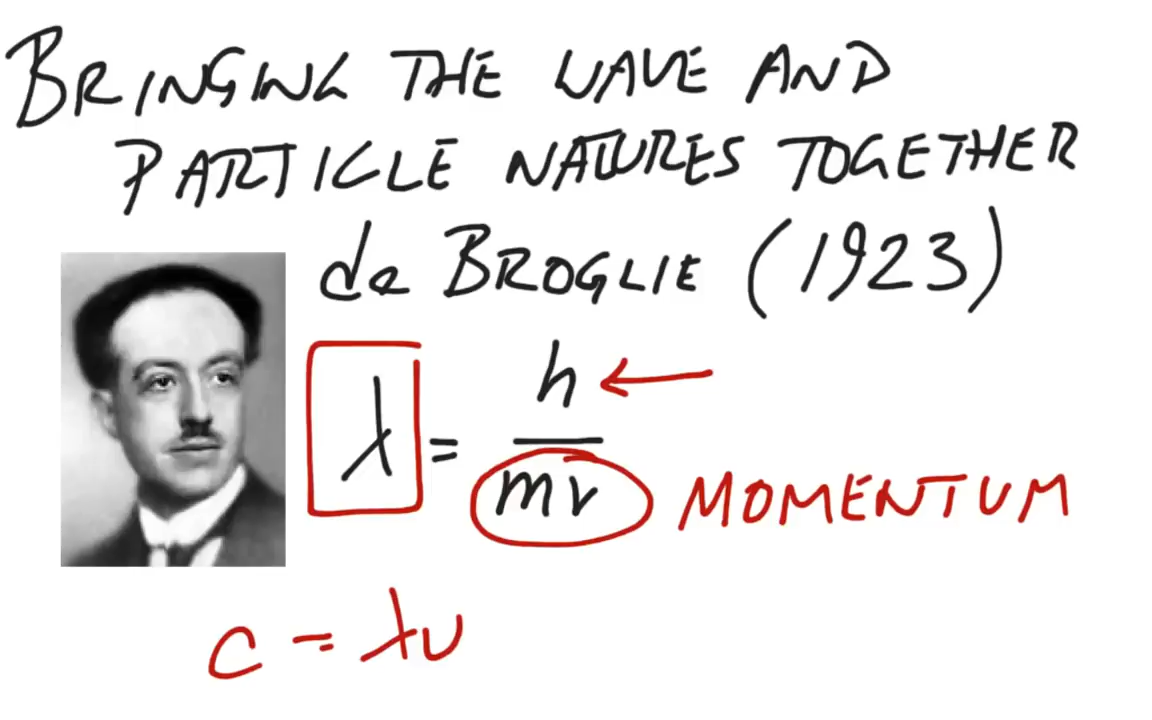 BRINGING THE WAVE AND
PARTICLE NATURES TOGETHER
de BROGLIE (1923)
λ = h / mv MOMENTUM
c = λν